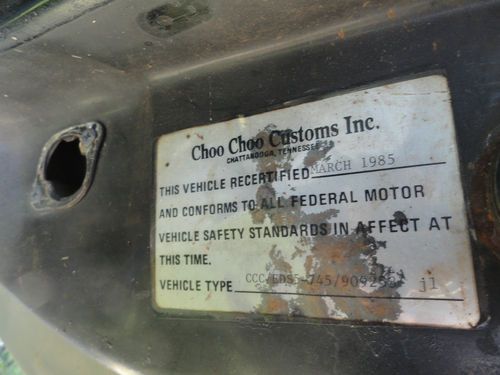 Choo Choo Customs Inc.
CHATTANOOGA, TENNESSEE
THIS VEHICLE RECERTIFIED MARCH 1985
AND CONFORMS TO ALL FEDERAL MOTOR
VEHICLE SAFETY STANDARDS IN AFFECT AT
THIS TIME.
VEHICLE TYPE j1